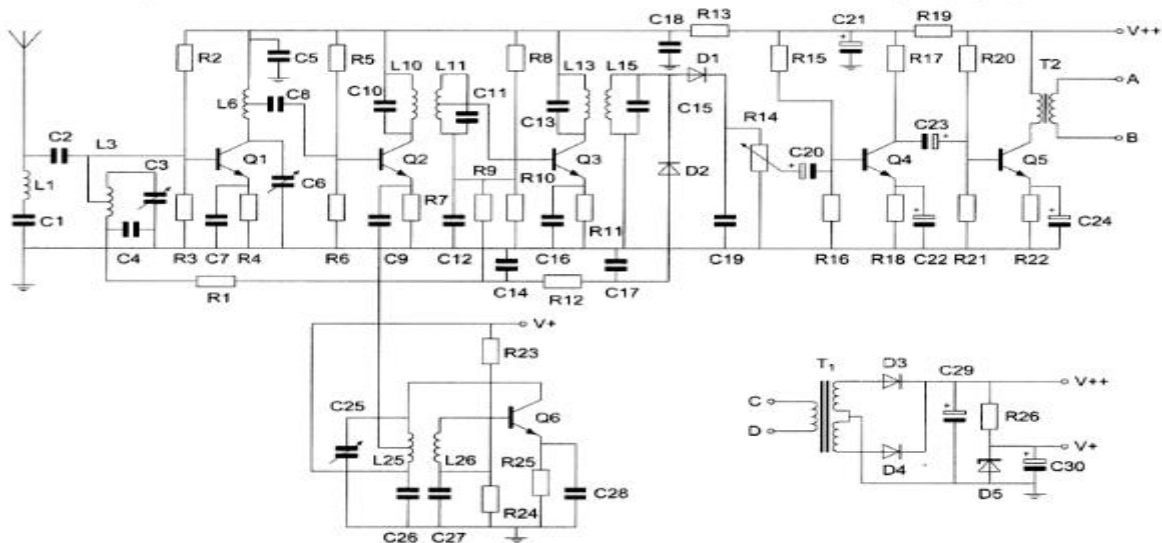 C18 R13 C21 R19
V++
R2 C5 R5 L10 L11 R8 L13 L15 D1 R15 R17 R20 T2
A
C8 C10 C11 C15
L6 C13 R14 C23
C2 L3 B
C3 Q1 Q2 R9 Q3 C20 Q4 Q5
C6 R10 D2
L1 R7
C1 R11 C24
C4 R3 C7 R4 R6 C9 C12 C16 C19 R16 R18 C22 R21 R22
R1 C14 R12 C17
V+
R23
T1 D3 C29 V++
C25 Q6 C R26
D V+
L25 L26 R25 D4 C30
C28 D5
R24
C26 C27